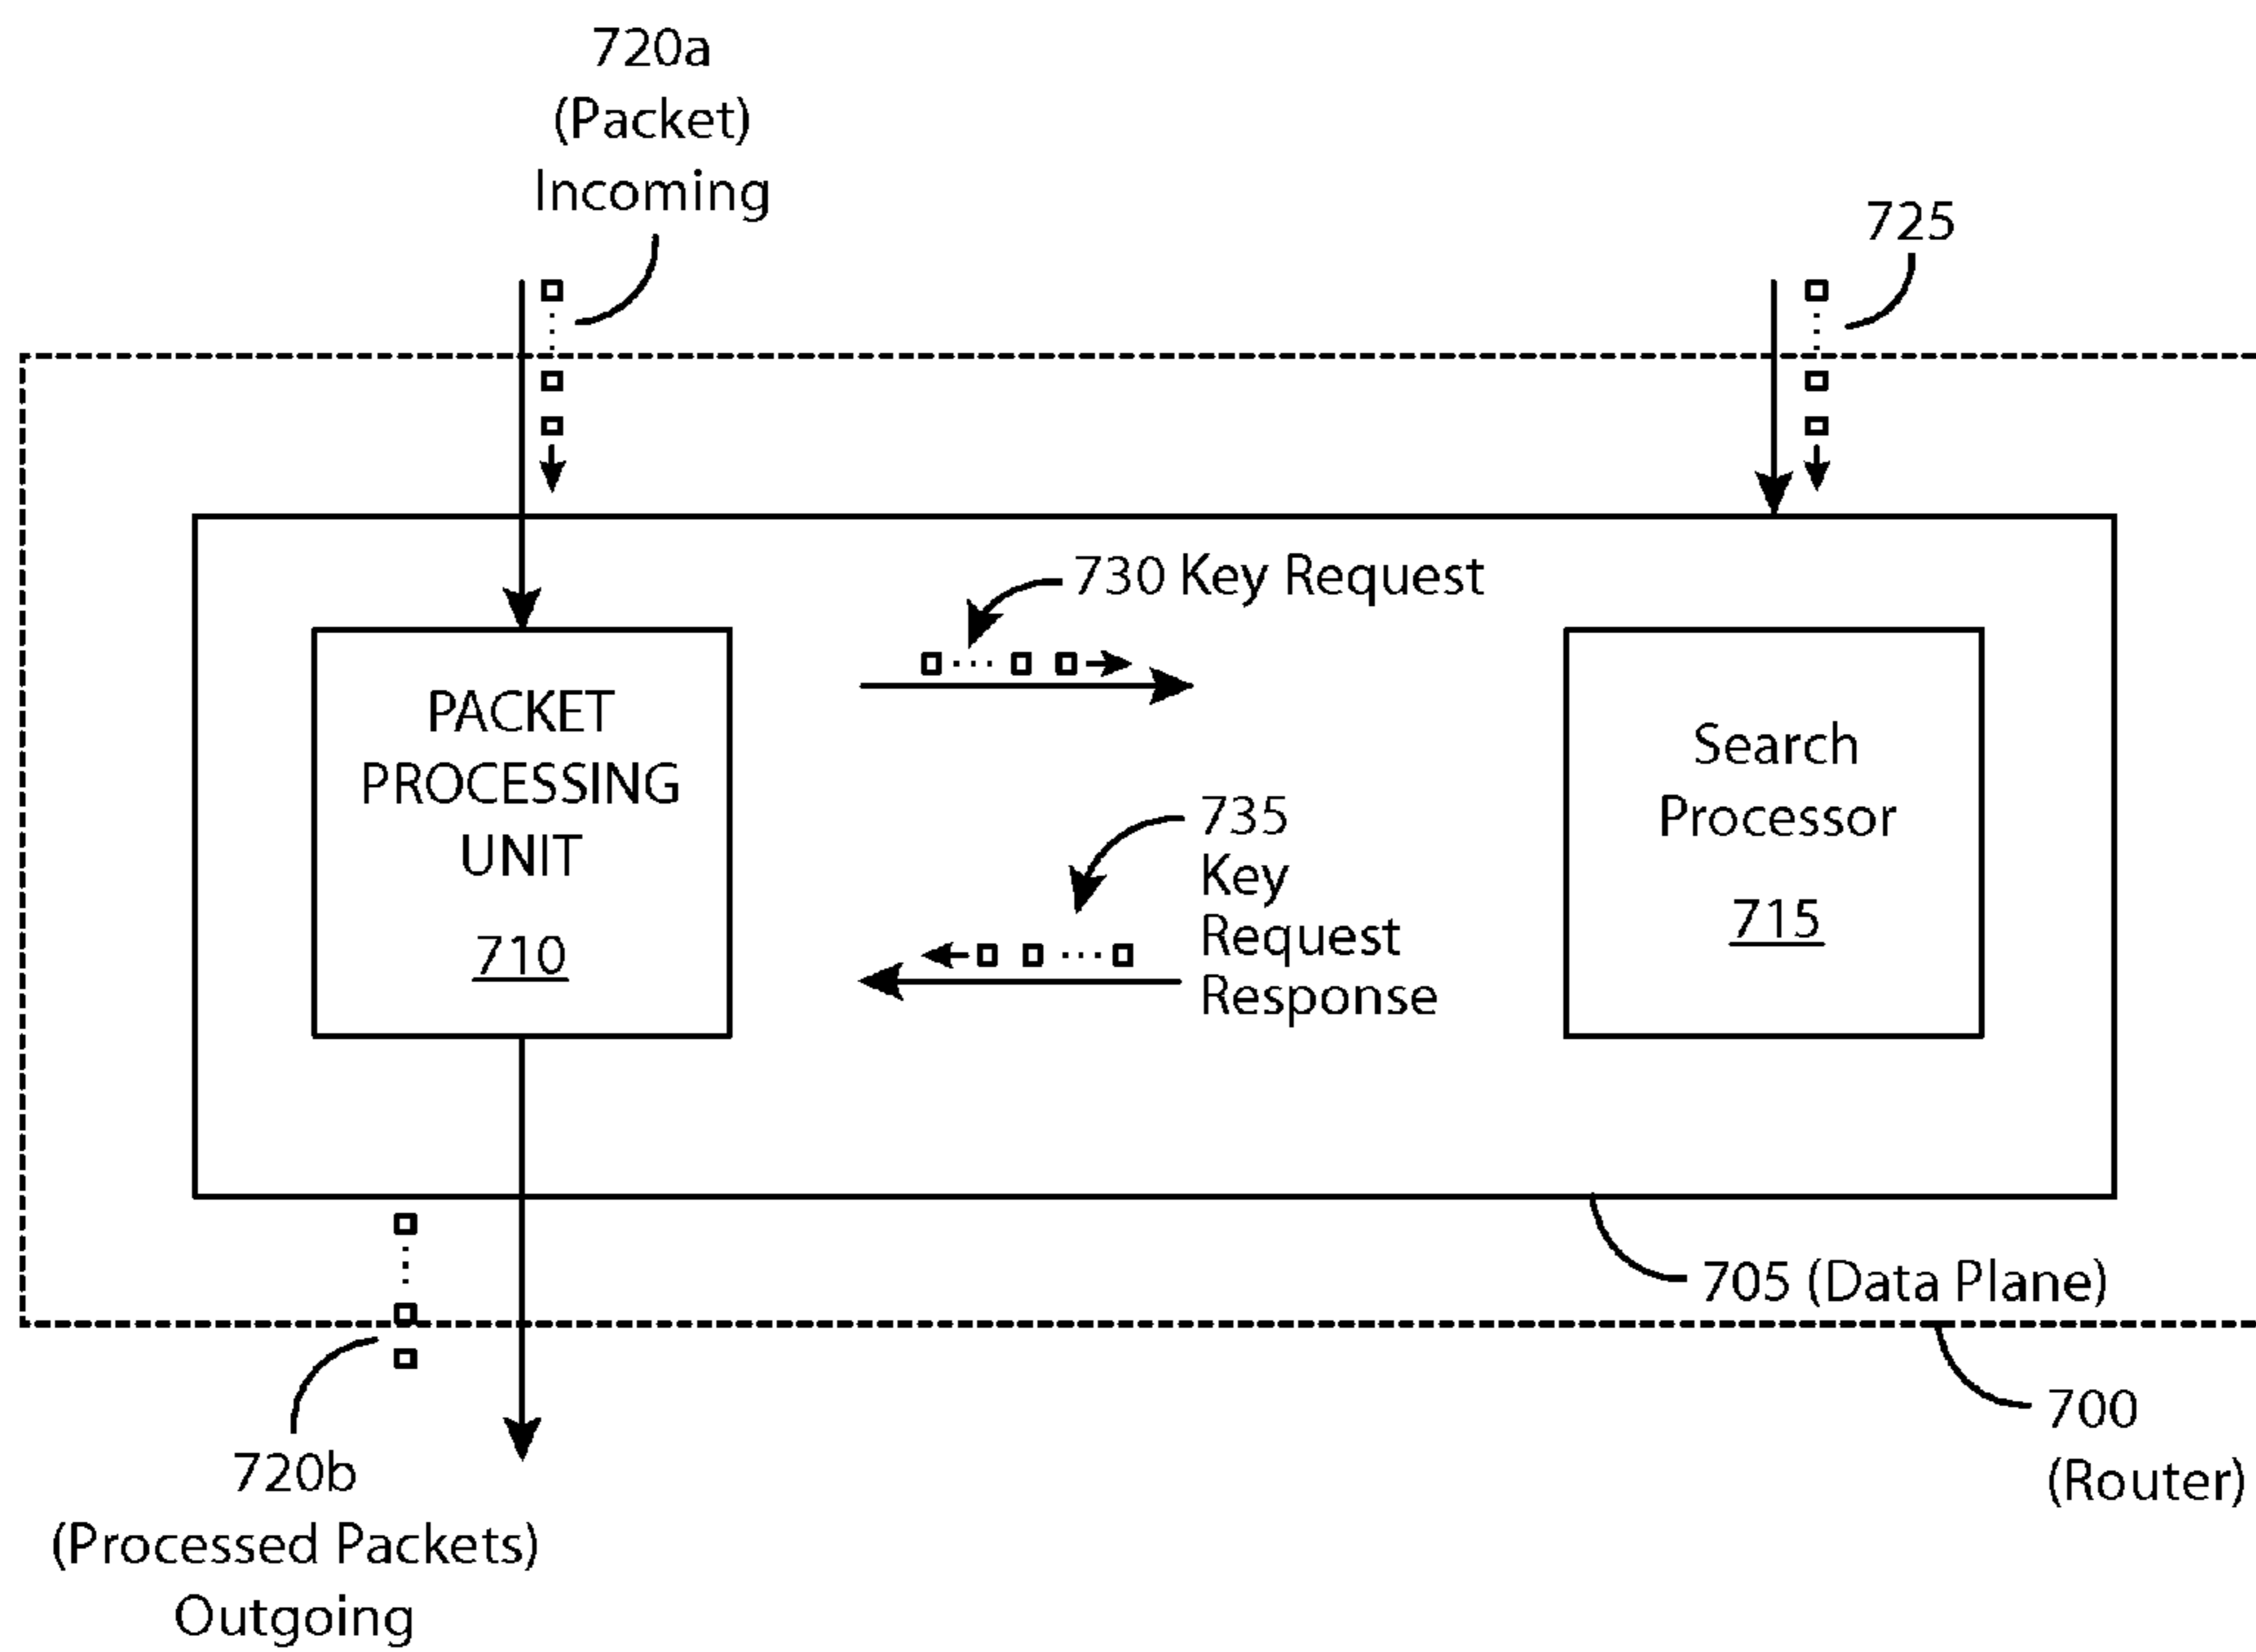 720a
(Packet)
Incoming
725
730 Key Request
PACKET
PROCESSING
UNIT
710
735
Key
Request
Response
Search
Processor
715
705 (Data Plane)
700
(Router)
720b
(Processed Packets)
Outgoing